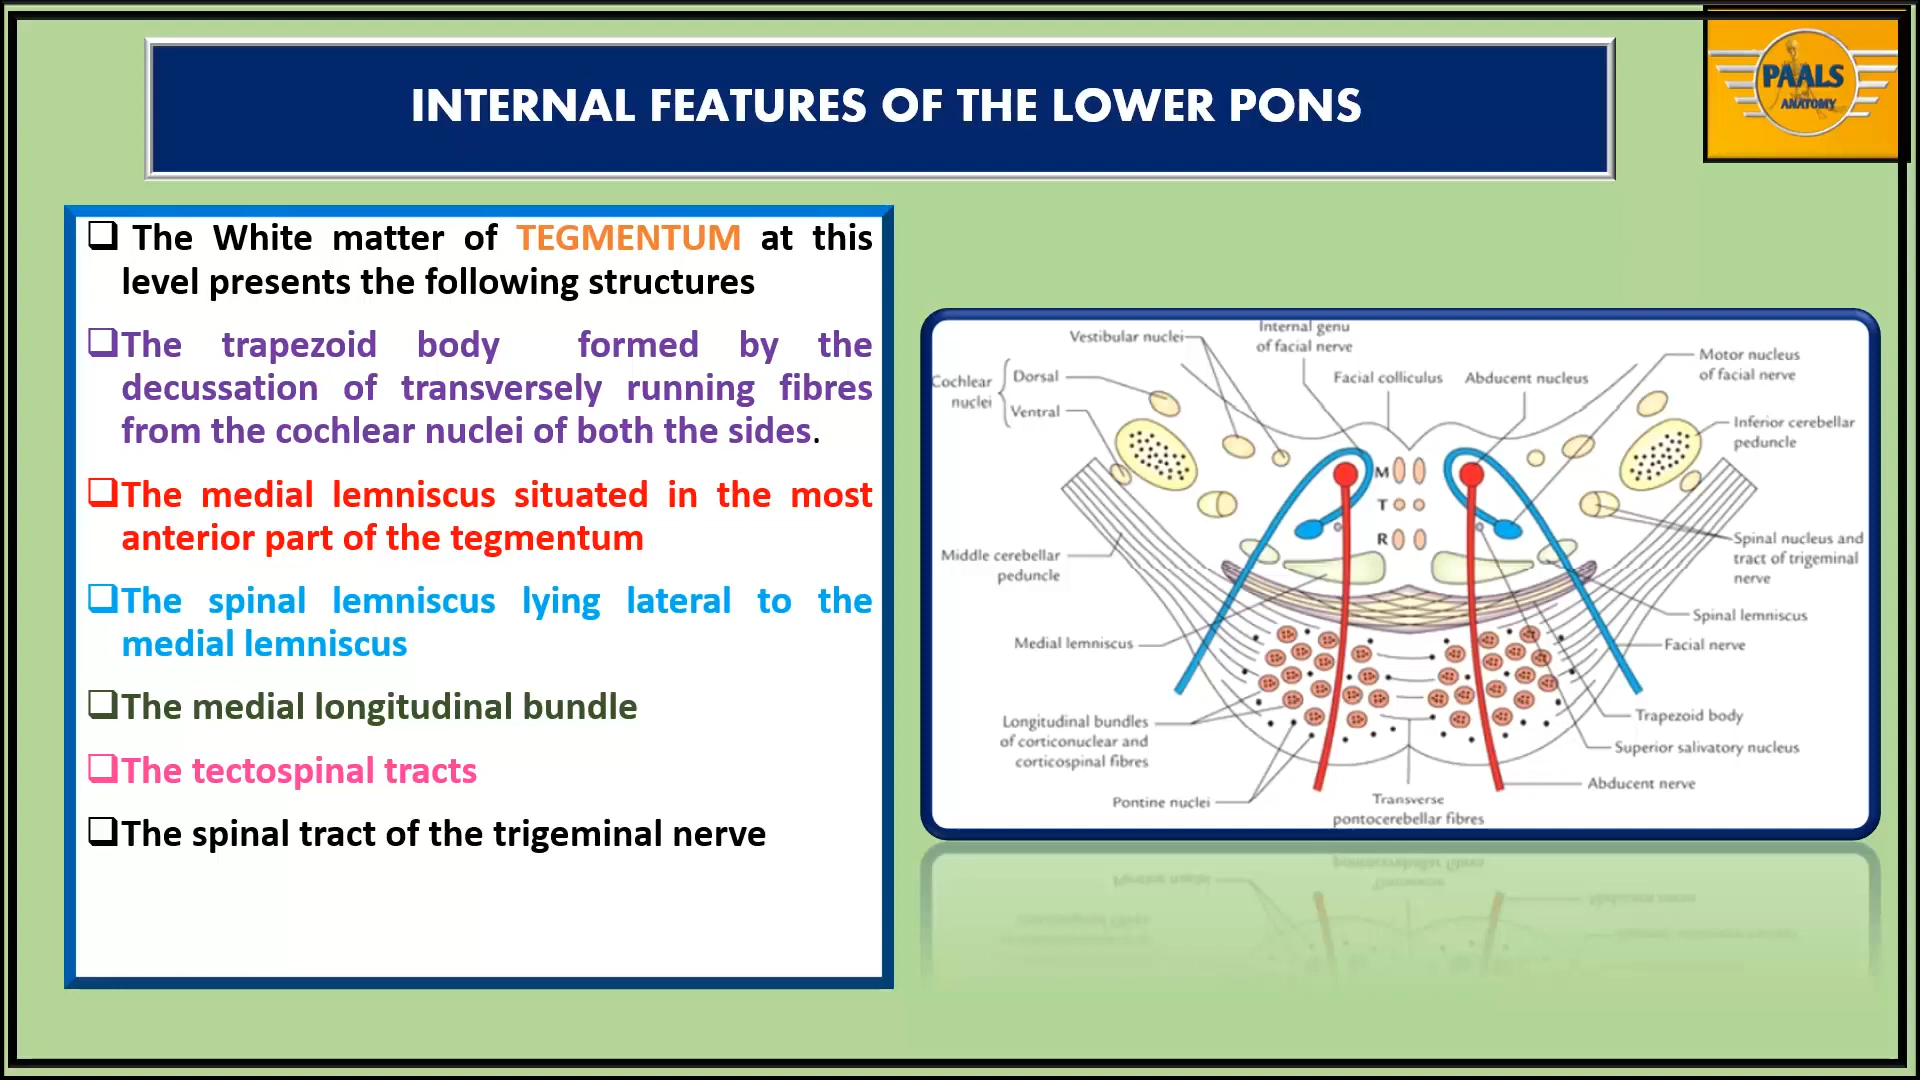 INTERNAL FEATURES OF THE LOWER PONS
PAALS
ANATOMY
The White matter of TEGMENTUM at this
level presents the following structures
The trapezoid body formed by the
decussation of transversely running fibres
from the cochlear nuclei of both the sides.
The medial lemniscus situated in the most
anterior part of the tegmentum
The spinal lemniscus lying lateral to the
medial lemniscus
The medial longitudinal bundle
The tectospinal tracts
The spinal tract of the trigeminal nerve
Vestibular nuclei
Internal genu
of facial nerve
Cochlear
nuclei
Dorsal
Ventral
Facial colliculus
Abducent nucleus
Motor nucleus
of facial nerve
Inferior cerebellar
peduncle
M
T
R
Middle cerebellar
peduncle
Spinal nucleus and
tract of trigeminal
nerve
Medial lemniscus
Spinal lemniscus
Facial nerve
Longitudinal bundles
of corticonuclear and
corticospinal fibres
Trapezoid body
Superior salivatory nucleus
Abducent nerve
Pontine nuclei
Transverse
pontocerebellar fibres